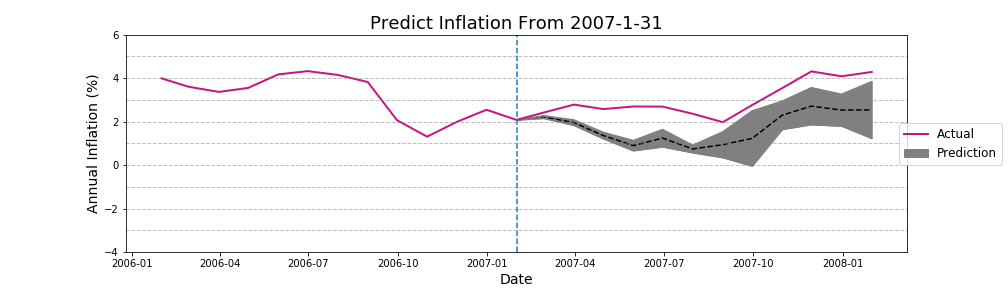 Predict Inflation From 2007-1-31
Annual Inflation (%)
6
4
2
0
−2
−4
2006-01 2006-04 2006-07 2006-10 2007-01 2007-04 2007-07 2007-10 2008-01
Date
Actual
Prediction